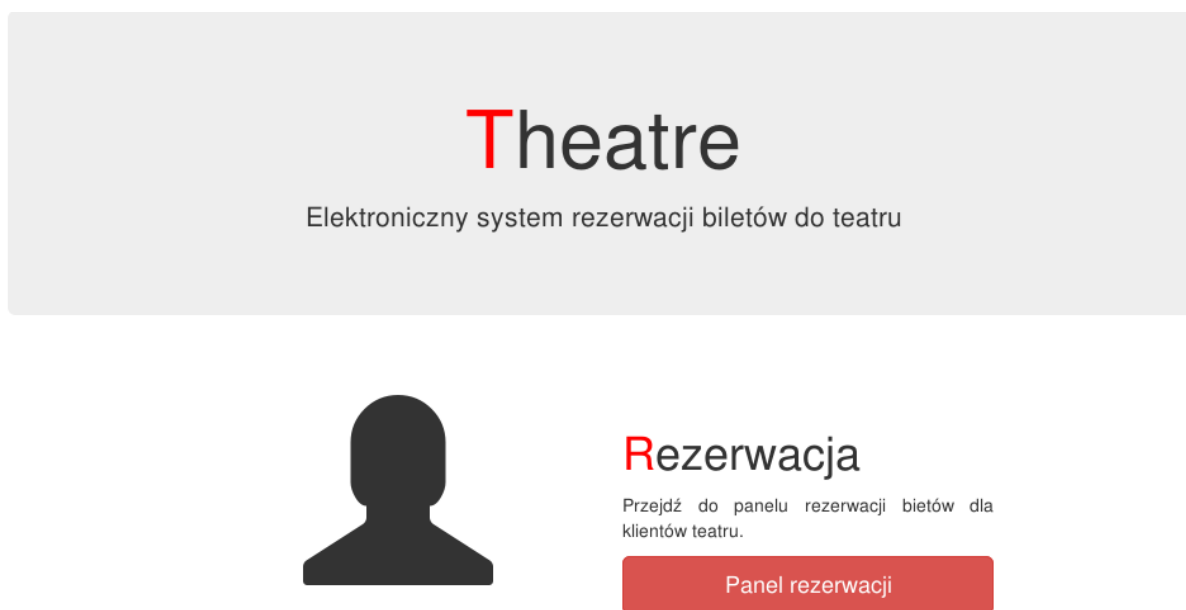 Theatre
Elektroniczny system rezerwacji biletów do teatru
Rezerwacja
Przejdź do panelu rezerwacji bietów dla
klientów teatru.
Panel rezerwacji